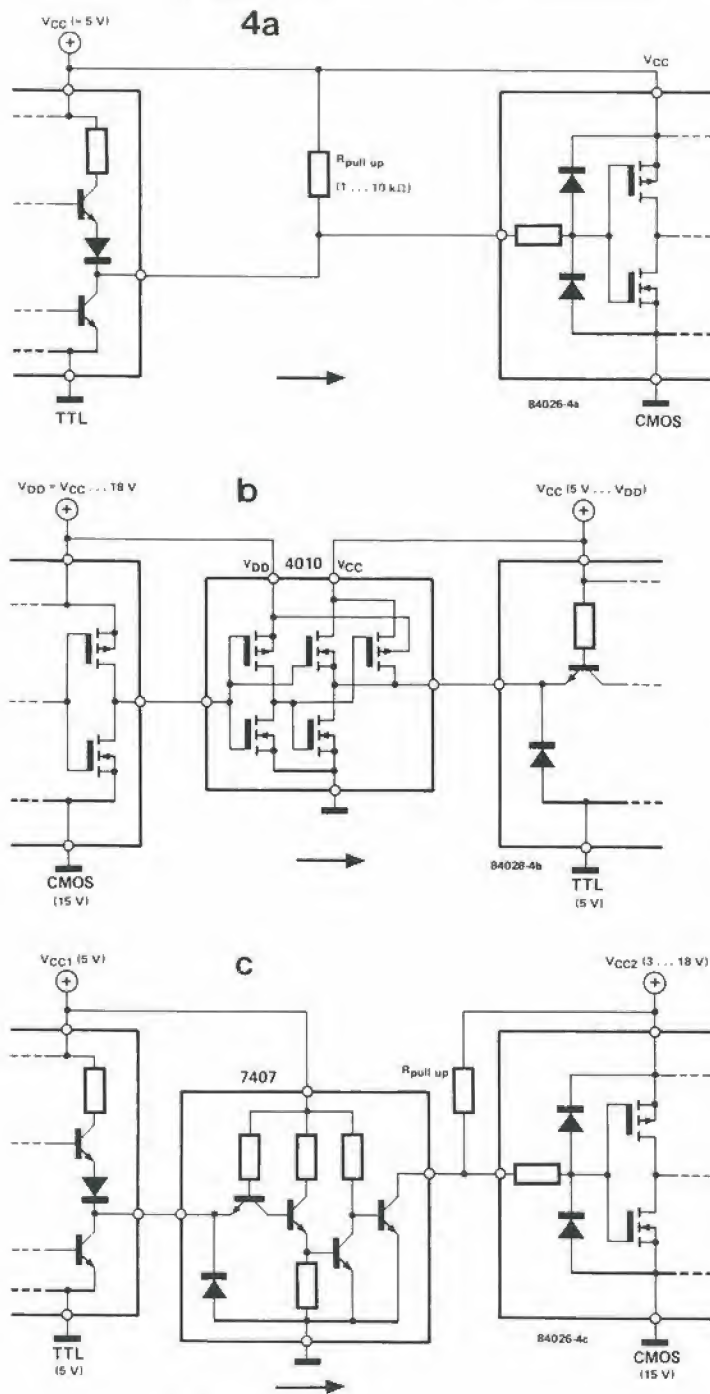 4a
VCC (= 5 V)
VCC
Rpull up
(1 ... 10 kΩ)
84026-4a
TTL
CMOS
b
VDD = VCC ... 18 V
VCC (5 V ... VDD)
VDD 4010 VCC
84026-4b
CMOS
(15 V)
TTL
(5 V)
c
VCC1 (5 V)
VCC2 (3 ... 18 V)
7407
Rpull up
84026-4c
TTL
(5 V)
CMOS
(15 V)